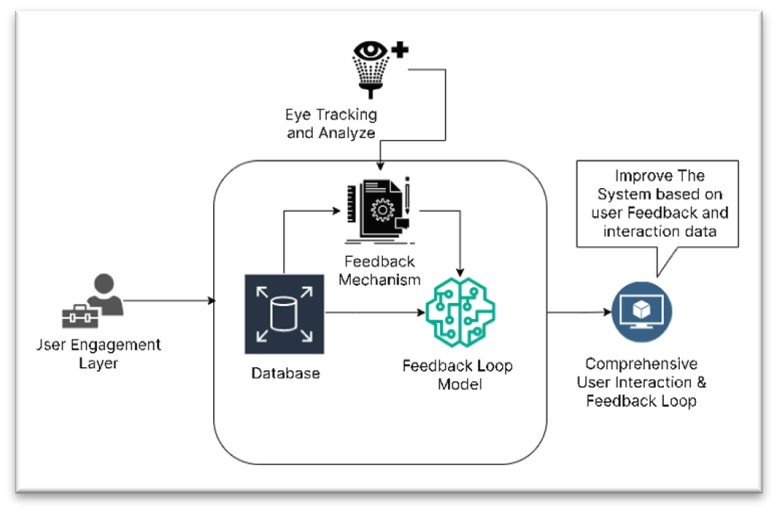 Eye Tracking
and Analyze
Improve The
System based on
user Feedback and
interaction data
Feedback
Mechanism
Jser Engagement
Layer
Database
Feedback Loop
Model
Comprehensive
User Interaction &
Feedback Loop